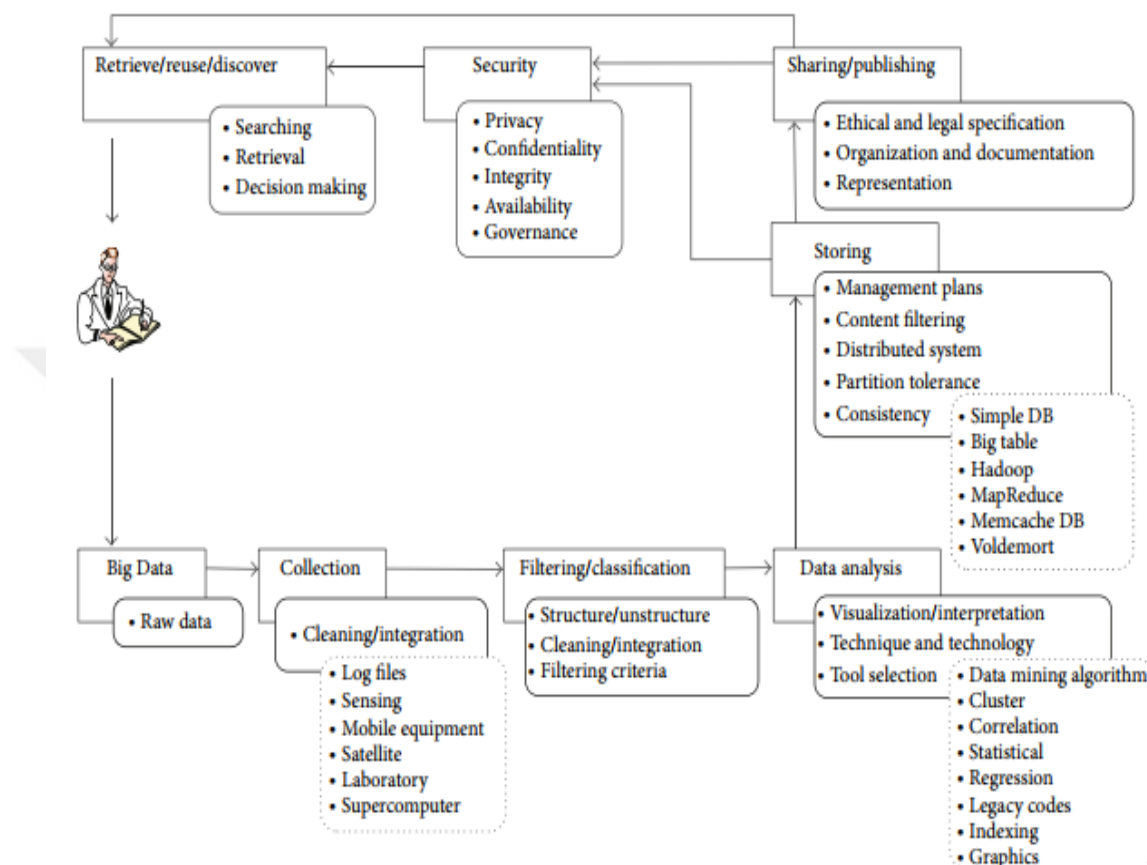 Retrieve/reuse/discover
• Searching
• Retrieval
• Decision making
Security
• Privacy
• Confidentiality
• Integrity
• Availability
• Governance
Sharing/publishing
• Ethical and legal specification
• Organization and documentation
• Representation
Storing
• Management plans
• Content filtering
• Distributed system
• Partition tolerance
• Consistency
• Simple DB
• Big table
• Hadoop
• MapReduce
• Memcache DB
• Voldemort
Big Data
• Raw data
Collection
• Cleaning/integration
• Log files
• Sensing
• Mobile equipment
• Satellite
• Laboratory
• Supercomputer
Filtering/classification
• Structure/unstructure
• Cleaning/integration
• Filtering criteria
Data analysis
• Visualization/interpretation
• Technique and technology
• Tool selection
• Data mining algorithm
• Cluster
• Correlation
• Statistical
• Regression
• Legacy codes
• Indexing
• Graphics